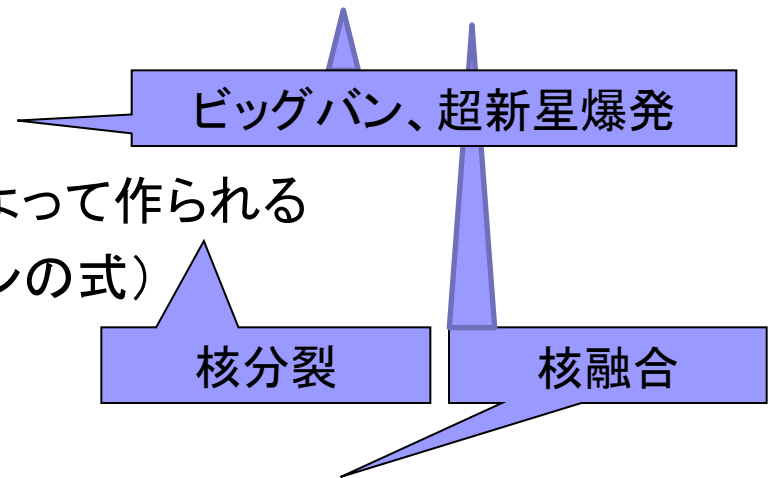 ビッグバン、超新星爆発
よって作られる
ンの式）
核分裂
核融合